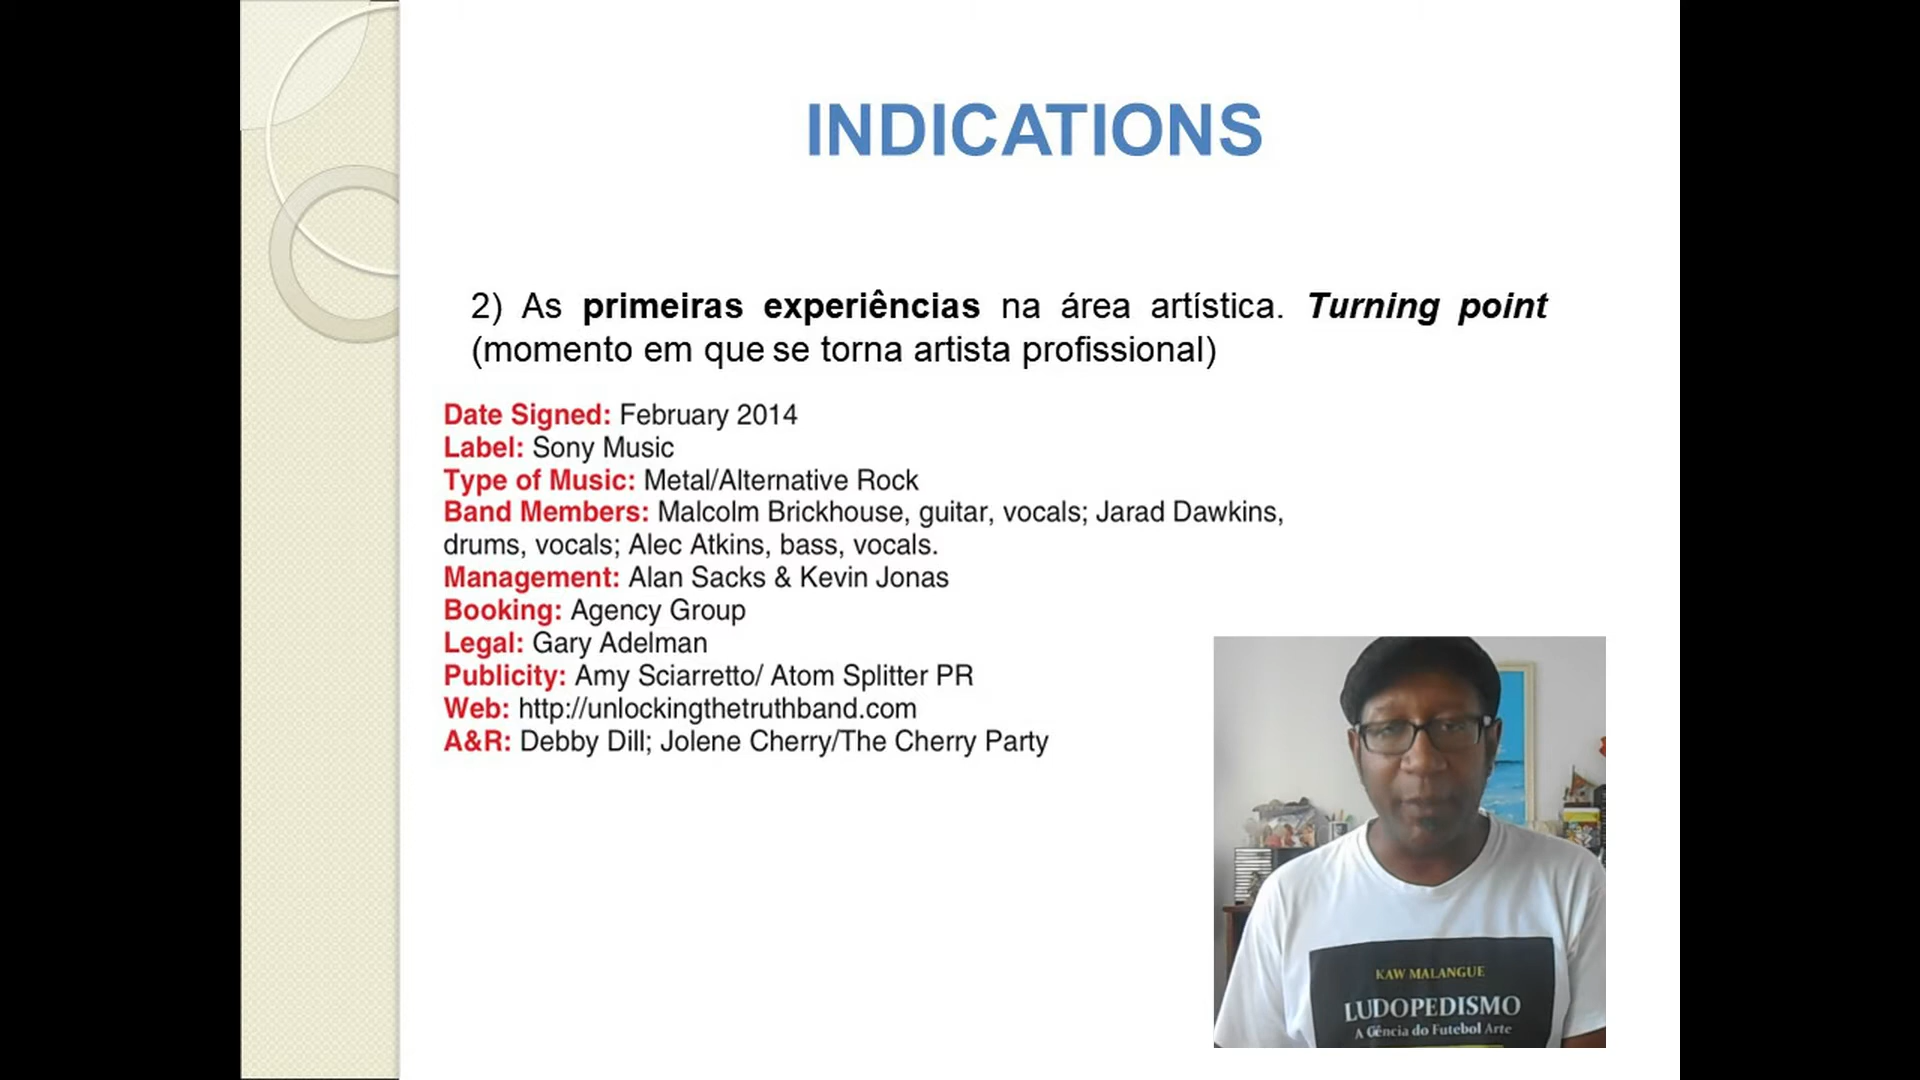 INDICATIONS
2) As primeiras experiências na área artística. Turning point
(momento em que se torna artista profissional)
Date Signed: February 2014
Label: Sony Music
Type of Music: Metal/Alternative Rock
Band Members: Malcolm Brickhouse, guitar, vocals; Jarad Dawkins,
drums, vocals; Alec Atkins, bass, vocals.
Management: Alan Sacks & Kevin Jonas
Booking: Agency Group
Legal: Gary Adelman
Publicity: Amy Sciarretto/ Atom Splitter PR
Web: http://unlockingthetruthband.com
A&R: Debby Dill; Jolene Cherry/The Cherry Party
KAW MALANGUE
LUDOPEDISMO
A Ciência do Futebol Arte